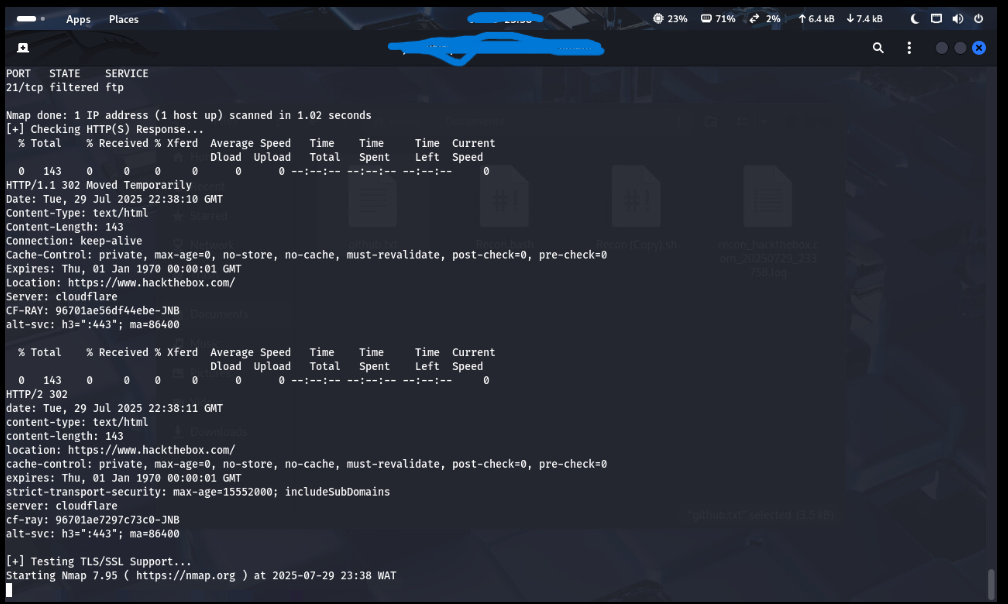 Apps Places 23% 71% 2% 6.4 kB 7.4 kB
PORT STATE SERVICE
21/tcp filtered ftp
Nmap done: 1 IP address (1 host up) scanned in 1.02 seconds
[+] Checking HTTP(S) Response...
% Total % Received % Xferd Average Speed Time Time Time Current
Dload Upload Total Spent Left Speed
0 143 0 0 0 0 0 0 --:--:-- --:--:-- --:--:-- 0
HTTP/1.1 302 Moved Temporarily
Date: Tue, 29 Jul 2025 22:38:10 GMT
Content-Type: text/html
Content-Length: 143
Connection: keep-alive
Cache-Control: private, max-age=0, no-store, no-cache, must-revalidate, post-check=0, pre-check=0
Expires: Thu, 01 Jan 1970 00:00:01 GMT
Location: https://www.hackthebox.com/
Server: cloudflare
CF-RAY: 96701ae56df44ebe-JNB
alt-svc: h3=":443"; ma=86400
% Total % Received % Xferd Average Speed Time Time Time Current
Dload Upload Total Spent Left Speed
0 143 0 0 0 0 0 0 --:--:-- --:--:-- --:--:-- 0
HTTP/2 302
date: Tue, 29 Jul 2025 22:38:11 GMT
content-type: text/html
content-length: 143
location: https://www.hackthebox.com/
cache-control: private, max-age=0, no-store, no-cache, must-revalidate, post-check=0, pre-check=0
expires: Thu, 01 Jan 1970 00:00:01 GMT
strict-transport-security: max-age=15552000; includeSubDomains
server: cloudflare
cf-ray: 96701ae7297c73c0-JNB
alt-svc: h3=":443"; ma=86400
[+] Testing TLS/SSL Support...
Starting Nmap 7.95 ( https://nmap.org ) at 2025-07-29 23:38 WAT
Starred
Documents
Downloads
"github.txt" selected (3.5 kB)